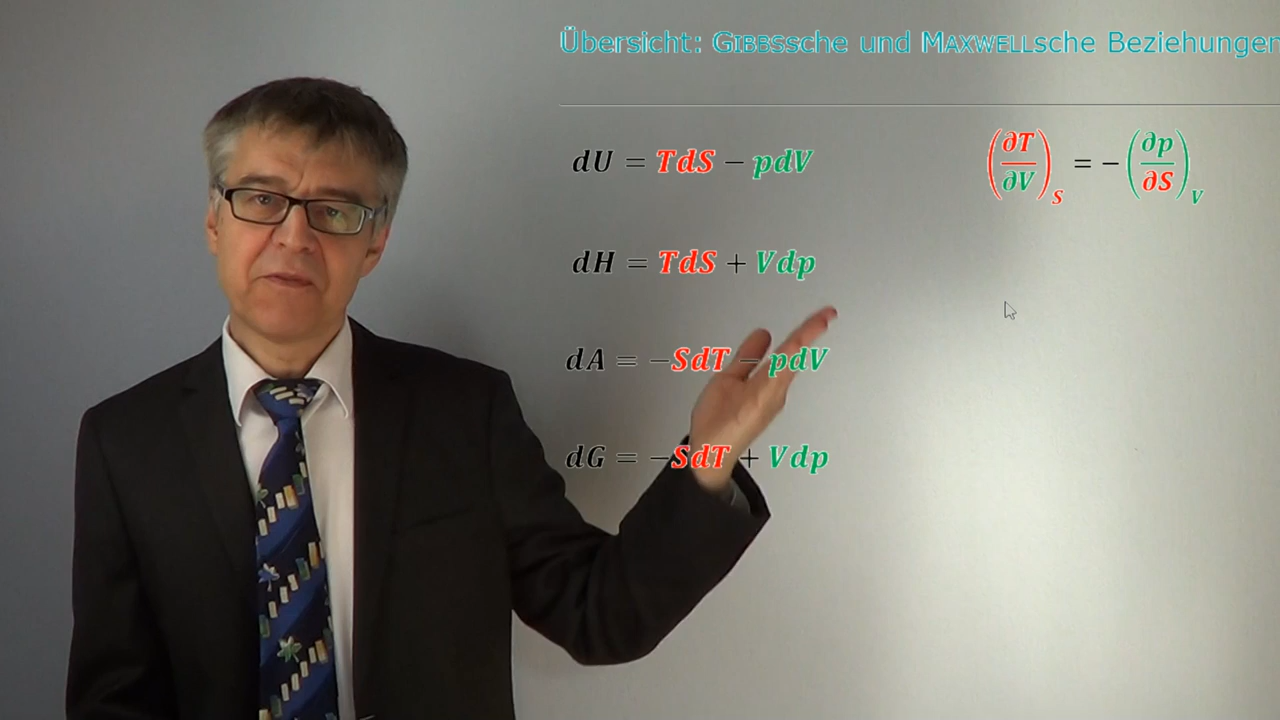 Übersicht: GIBBSsche und MAXWELLsche Beziehungen
dU = TdS − pdV
(∂T/∂V)_S = −(∂p/∂S)_V
dH = TdS + Vdp
dA = −SdT − pdV
dG = −SdT + Vdp